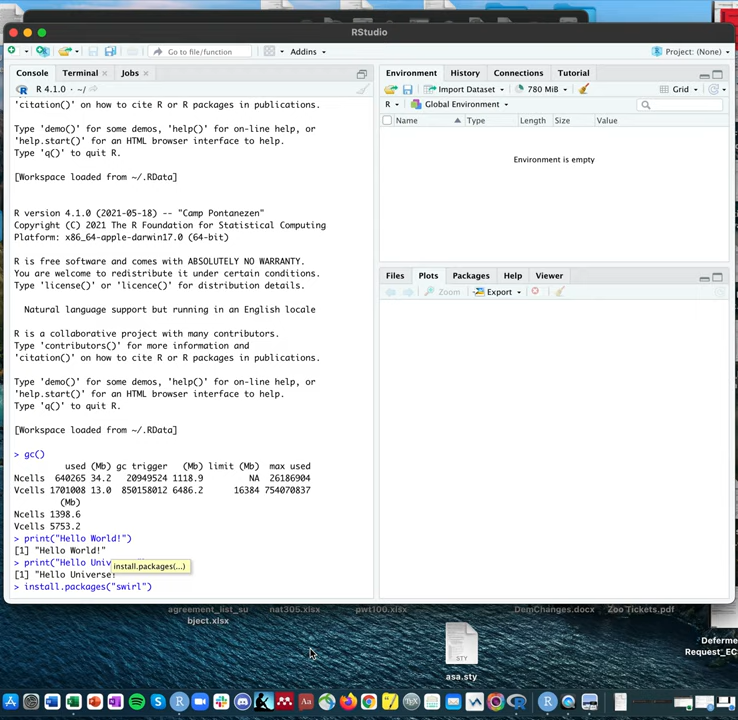 RStudio
Go to file/function
Addins
Project: (None)
Console
Terminal
Jobs
R 4.1.0 · ~/
'citation()' on how to cite R or R packages in publications.
Type 'demo()' for some demos, 'help()' for on-line help, or
'help.start()' for an HTML browser interface to help.
Type 'q()' to quit R.
[Workspace loaded from ~/.RData]
R version 4.1.0 (2021-05-18) -- "Camp Pontanezen"
Copyright (C) 2021 The R Foundation for Statistical Computing
Platform: x86_64-apple-darwin17.0 (64-bit)
R is free software and comes with ABSOLUTELY NO WARRANTY.
You are welcome to redistribute it under certain conditions.
Type 'license()' or 'licence()' for distribution details.
Natural language support but running in an English locale
R is a collaborative project with many contributors.
Type 'contributors()' for more information and
'citation()' on how to cite R or R packages in publications.
Type 'demo()' for some demos, 'help()' for on-line help, or
'help.start()' for an HTML browser interface to help.
Type 'q()' to quit R.
[Workspace loaded from ~/.RData]
> gc()
used (Mb) gc trigger (Mb) limit (Mb) max used
Ncells 640265 34.2 20949524 1118.9 NA 26186904
Vcells 1701008 13.0 850158012 6486.2 16384 754070837
(Mb)
Ncells 1398.6
Vcells 5753.2
> print("Hello World!")
[1] "Hello World!"
> print("Hello Univ
install.packages(...)
[1] "Hello Universe!
> install.packages("swirl")
Environment
History
Connections
Tutorial
Import Dataset
780 MiB
Grid
R
Global Environment
Name
Type
Length
Size
Value
Environment is empty
Files
Plots
Packages
Help
Viewer
Zoom
Export
agreement_list_su
bject.xlsx
nat305.xlsx
pwt100.xlsx
DemChanges.docx
Zoo Tickets.pdf
Deferme
Request_EC
STY
asa.sty